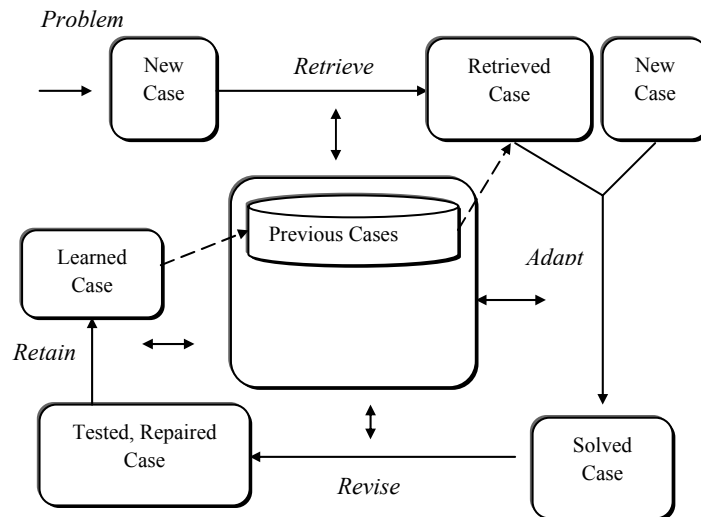 Problem
New
Case
Retrieve
Retrieved
Case
New
Case
Previous Cases
Learned
Case
Adapt
Retain
Tested, Repaired
Case
Solved
Case
Revise